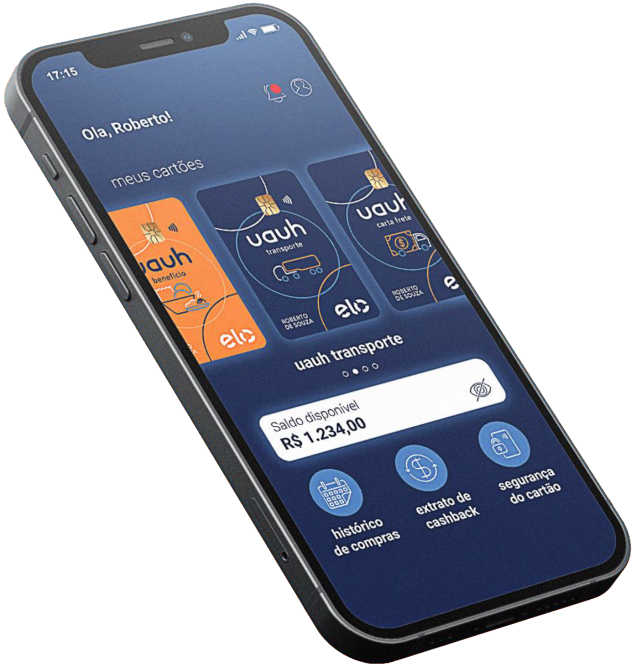 17:15
Ola, Roberto!
meus cartões
uauh
benefício
elo
uauh
transporte
ROBERTO
DE SOUZA
elo
uauh
carta frete
ROBERTO
DE SOUZA
uauh transporte
Saldo disponível
R$ 1.234,00
histórico
de compras
extrato de
cashback
segurança
do cartão